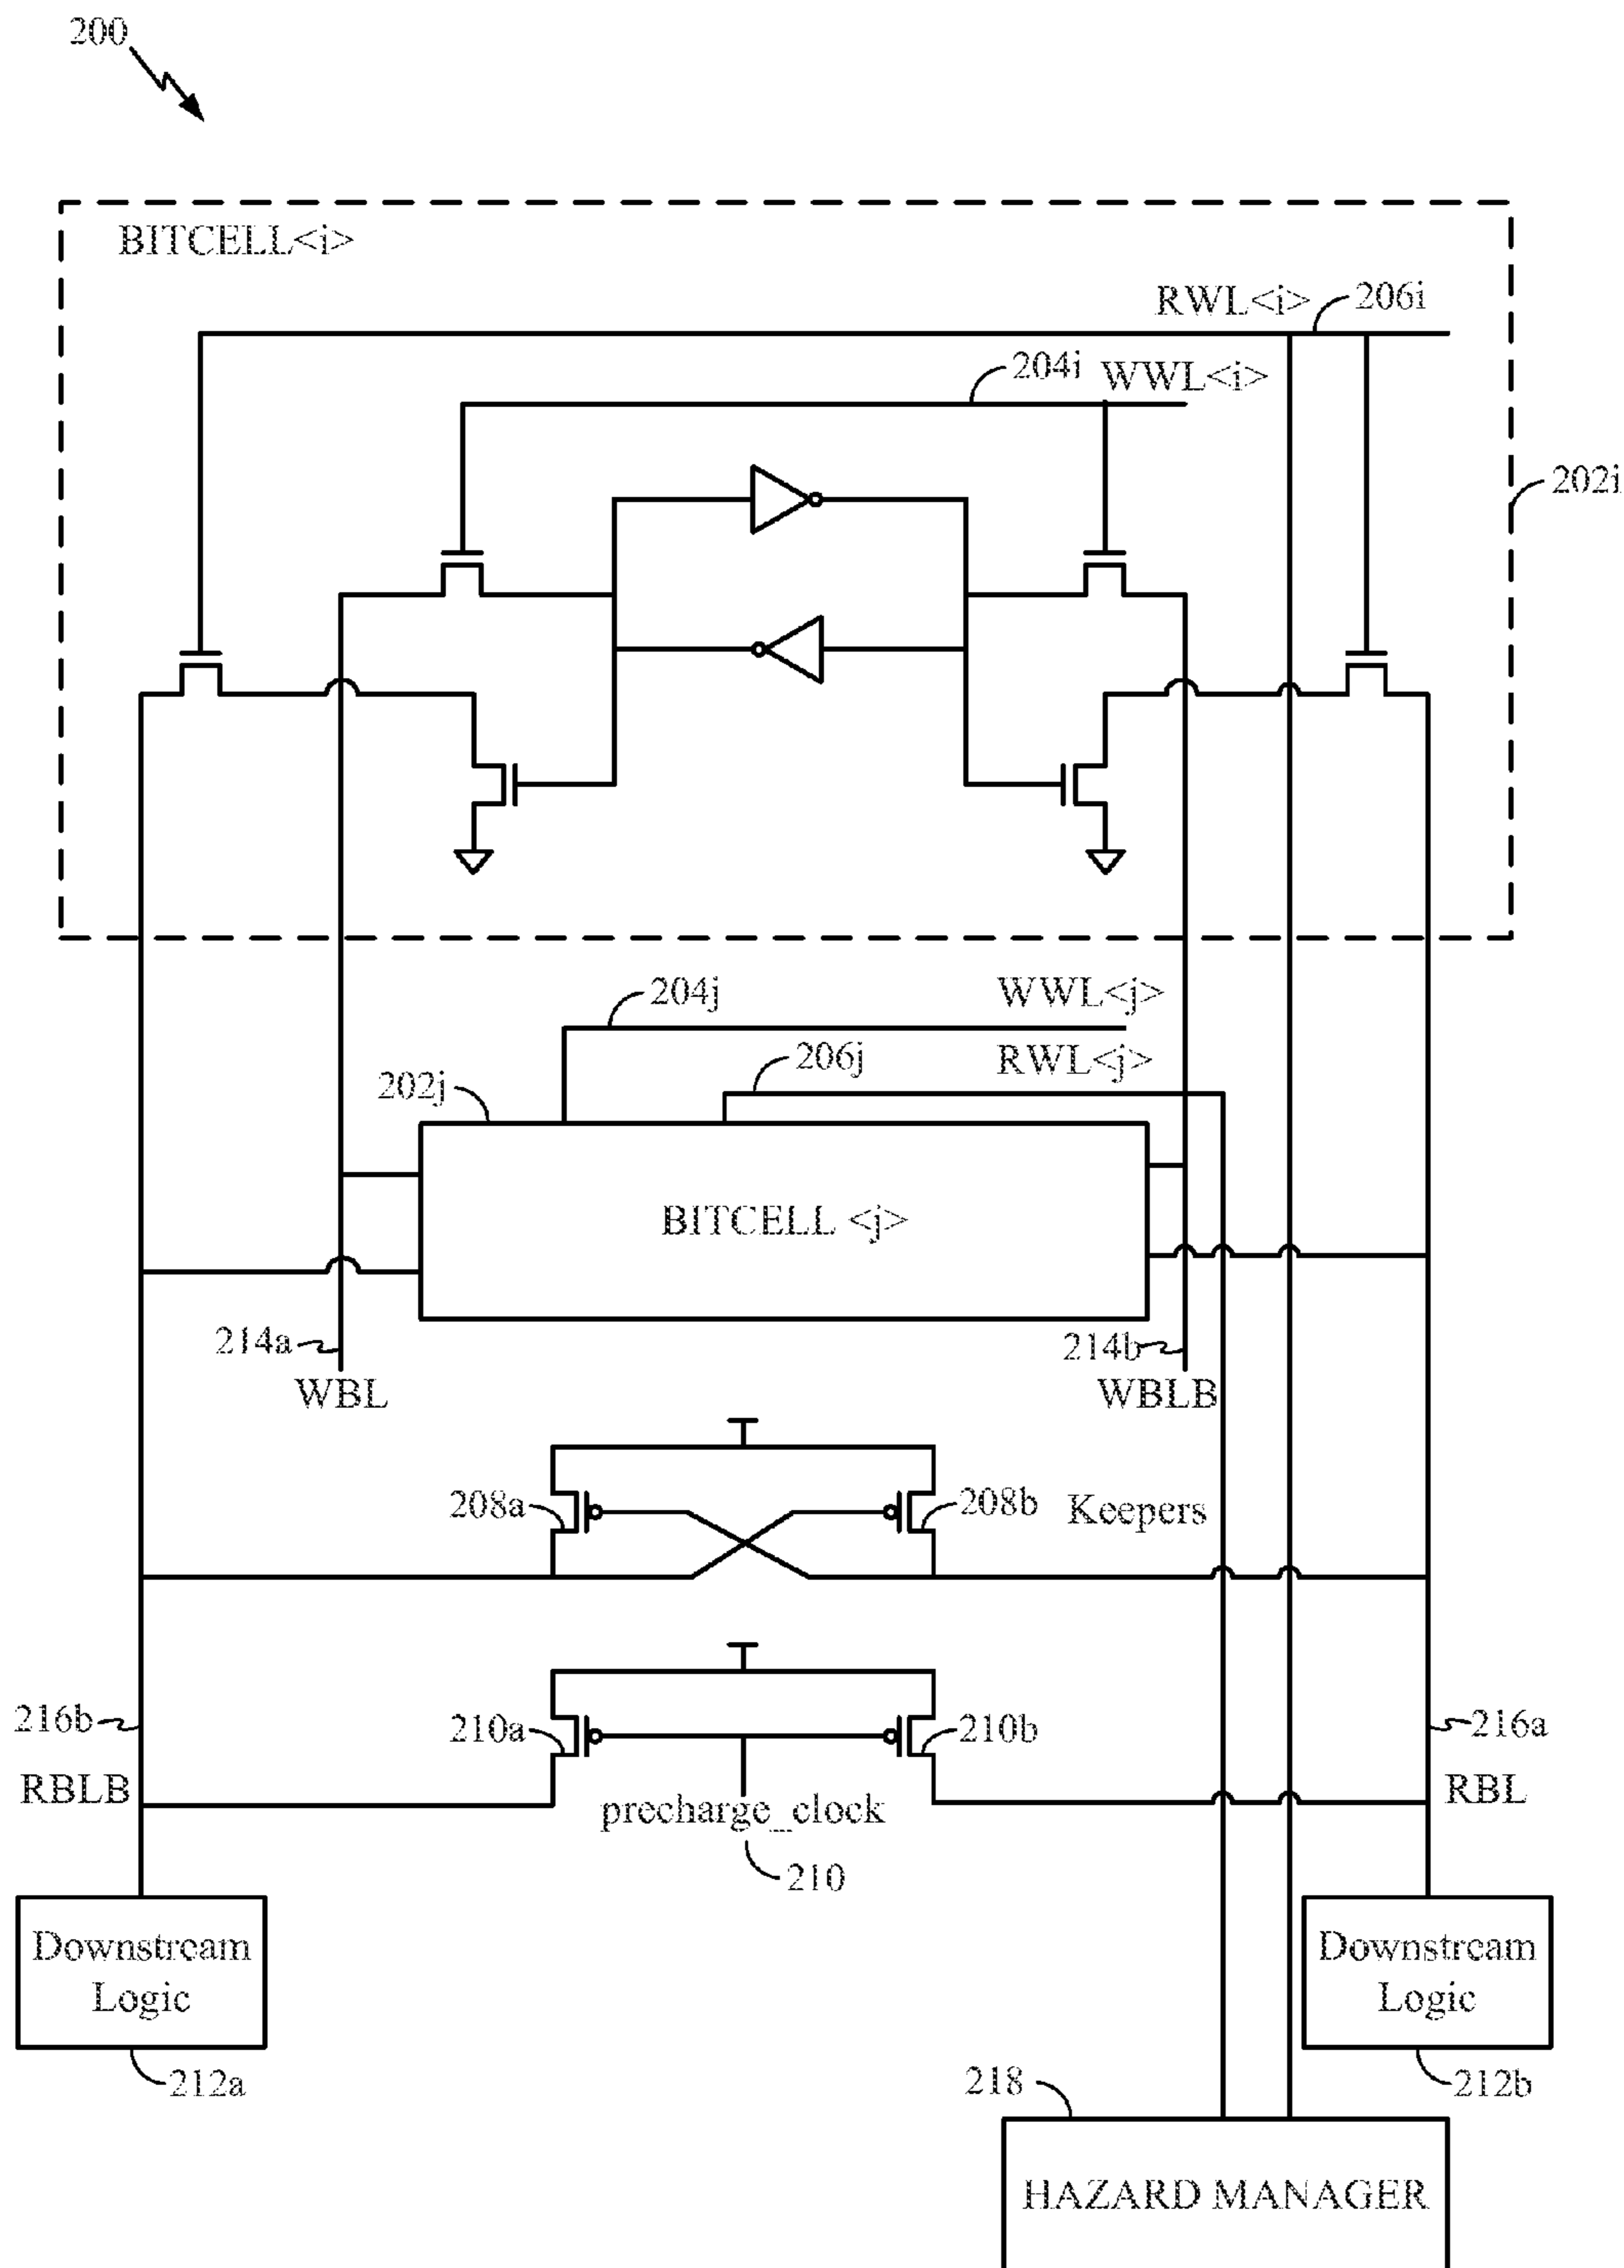 200
BITCELL<i>
RWL<i>
206i
204i
WWL<i>
202i
204j
WWL<j>
206j
RWL<j>
202j
BITCELL <j>
214a
214b
WBL
WBLB
208a
208b
Keepers
216b
210a
210b
216a
RBLB
RBL
precharge_clock
210
Downstream
Logic
Downstream
Logic
212a
212b
218
HAZARD MANAGER